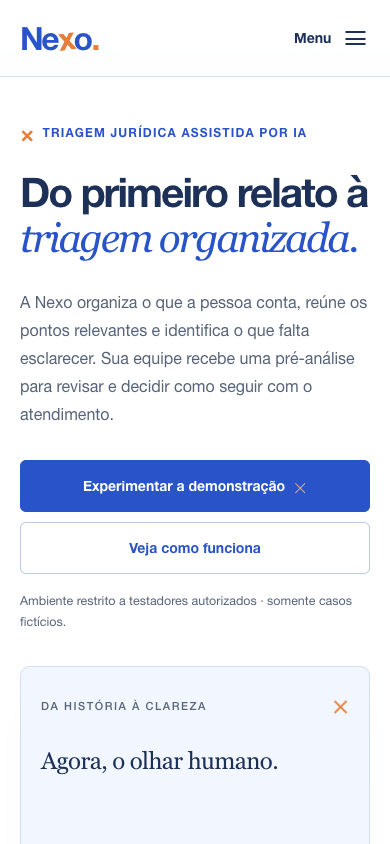 Nexo.
Menu
TRIAGEM JURÍDICA ASSISTIDA POR IA
Do primeiro relato à
triagem organizada.
A Nexo organiza o que a pessoa conta, reúne os
pontos relevantes e identifica o que falta
esclarecer. Sua equipe recebe uma pré-análise
para revisar e decidir como seguir com o
atendimento.
Experimentar a demonstração
Veja como funciona
Ambiente restrito a testadores autorizados · somente casos
fictícios.
DA HISTÓRIA À CLAREZA
Agora, o olhar humano.